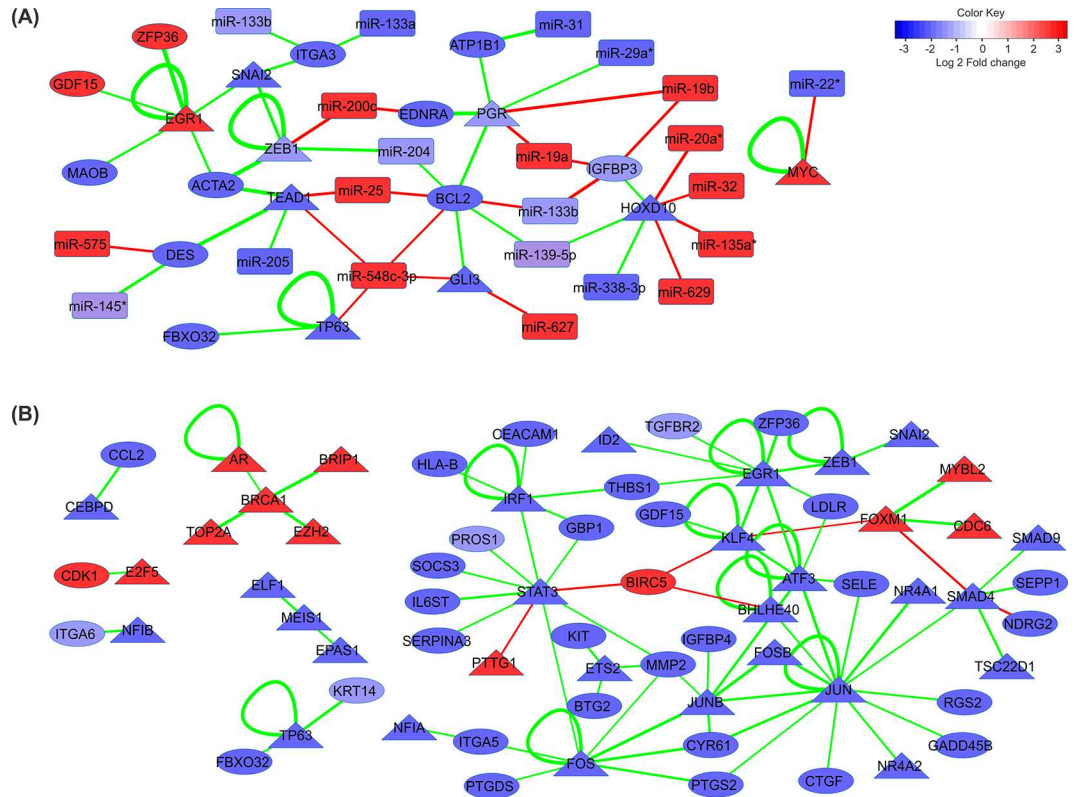 (A)
Color Key
-3 -2 -1 0 1 2 3
Log 2 Fold change
miR-133b
miR-133a
ZFP36
ITGA3
ATP1B1
miR-31
miR-29a*
GDF15
SNAI2
miR-19b
miR-22*
EGR1
miR-200c
EDNRA
PGR
miR-20a*
ZEB1
miR-204
miR-19a
IGFBP3
MAOB
MYC
ACTA2
TEAD1
miR-25
BCL2
miR-133b
miR-32
HOXD10
miR-575
DES
miR-205
miR-139-5p
miR-135a*
miR-145*
miR-548c-3p
GLI3
miR-338-3p
miR-629
FBXO32
TP63
miR-627
(B)
CCL2
CEBPD
AR
BRIP1
BRCA1
TOP2A
EZH2
CDK1
E2F5
ITGA6
NFIB
ELF1
MEIS1
EPAS1
KRT14
TP63
FBXO32
CEACAM1
ID2
TGFBR2
ZFP36
SNAI2
HLA-B
EGR1
ZEB1
MYBL2
IRF1
THBS1
GDF15
LDLR
FOXM1
CDC6
GBP1
KLF4
PROS1
SMAD9
SOCS3
BIRC5
ATF3
SELE
NR4A1
SEPP1
STAT3
BHLHE40
SMAD4
IL6ST
NDRG2
SERPINA3
KIT
IGFBP4
FOSB
PTTG1
ETS2
MMP2
TSC22D1
BTG2
JUNB
JUN
RGS2
NFIA
ITGA5
CYR61
GADD45B
FOS
PTGDS
PTGS2
CTGF
NR4A2